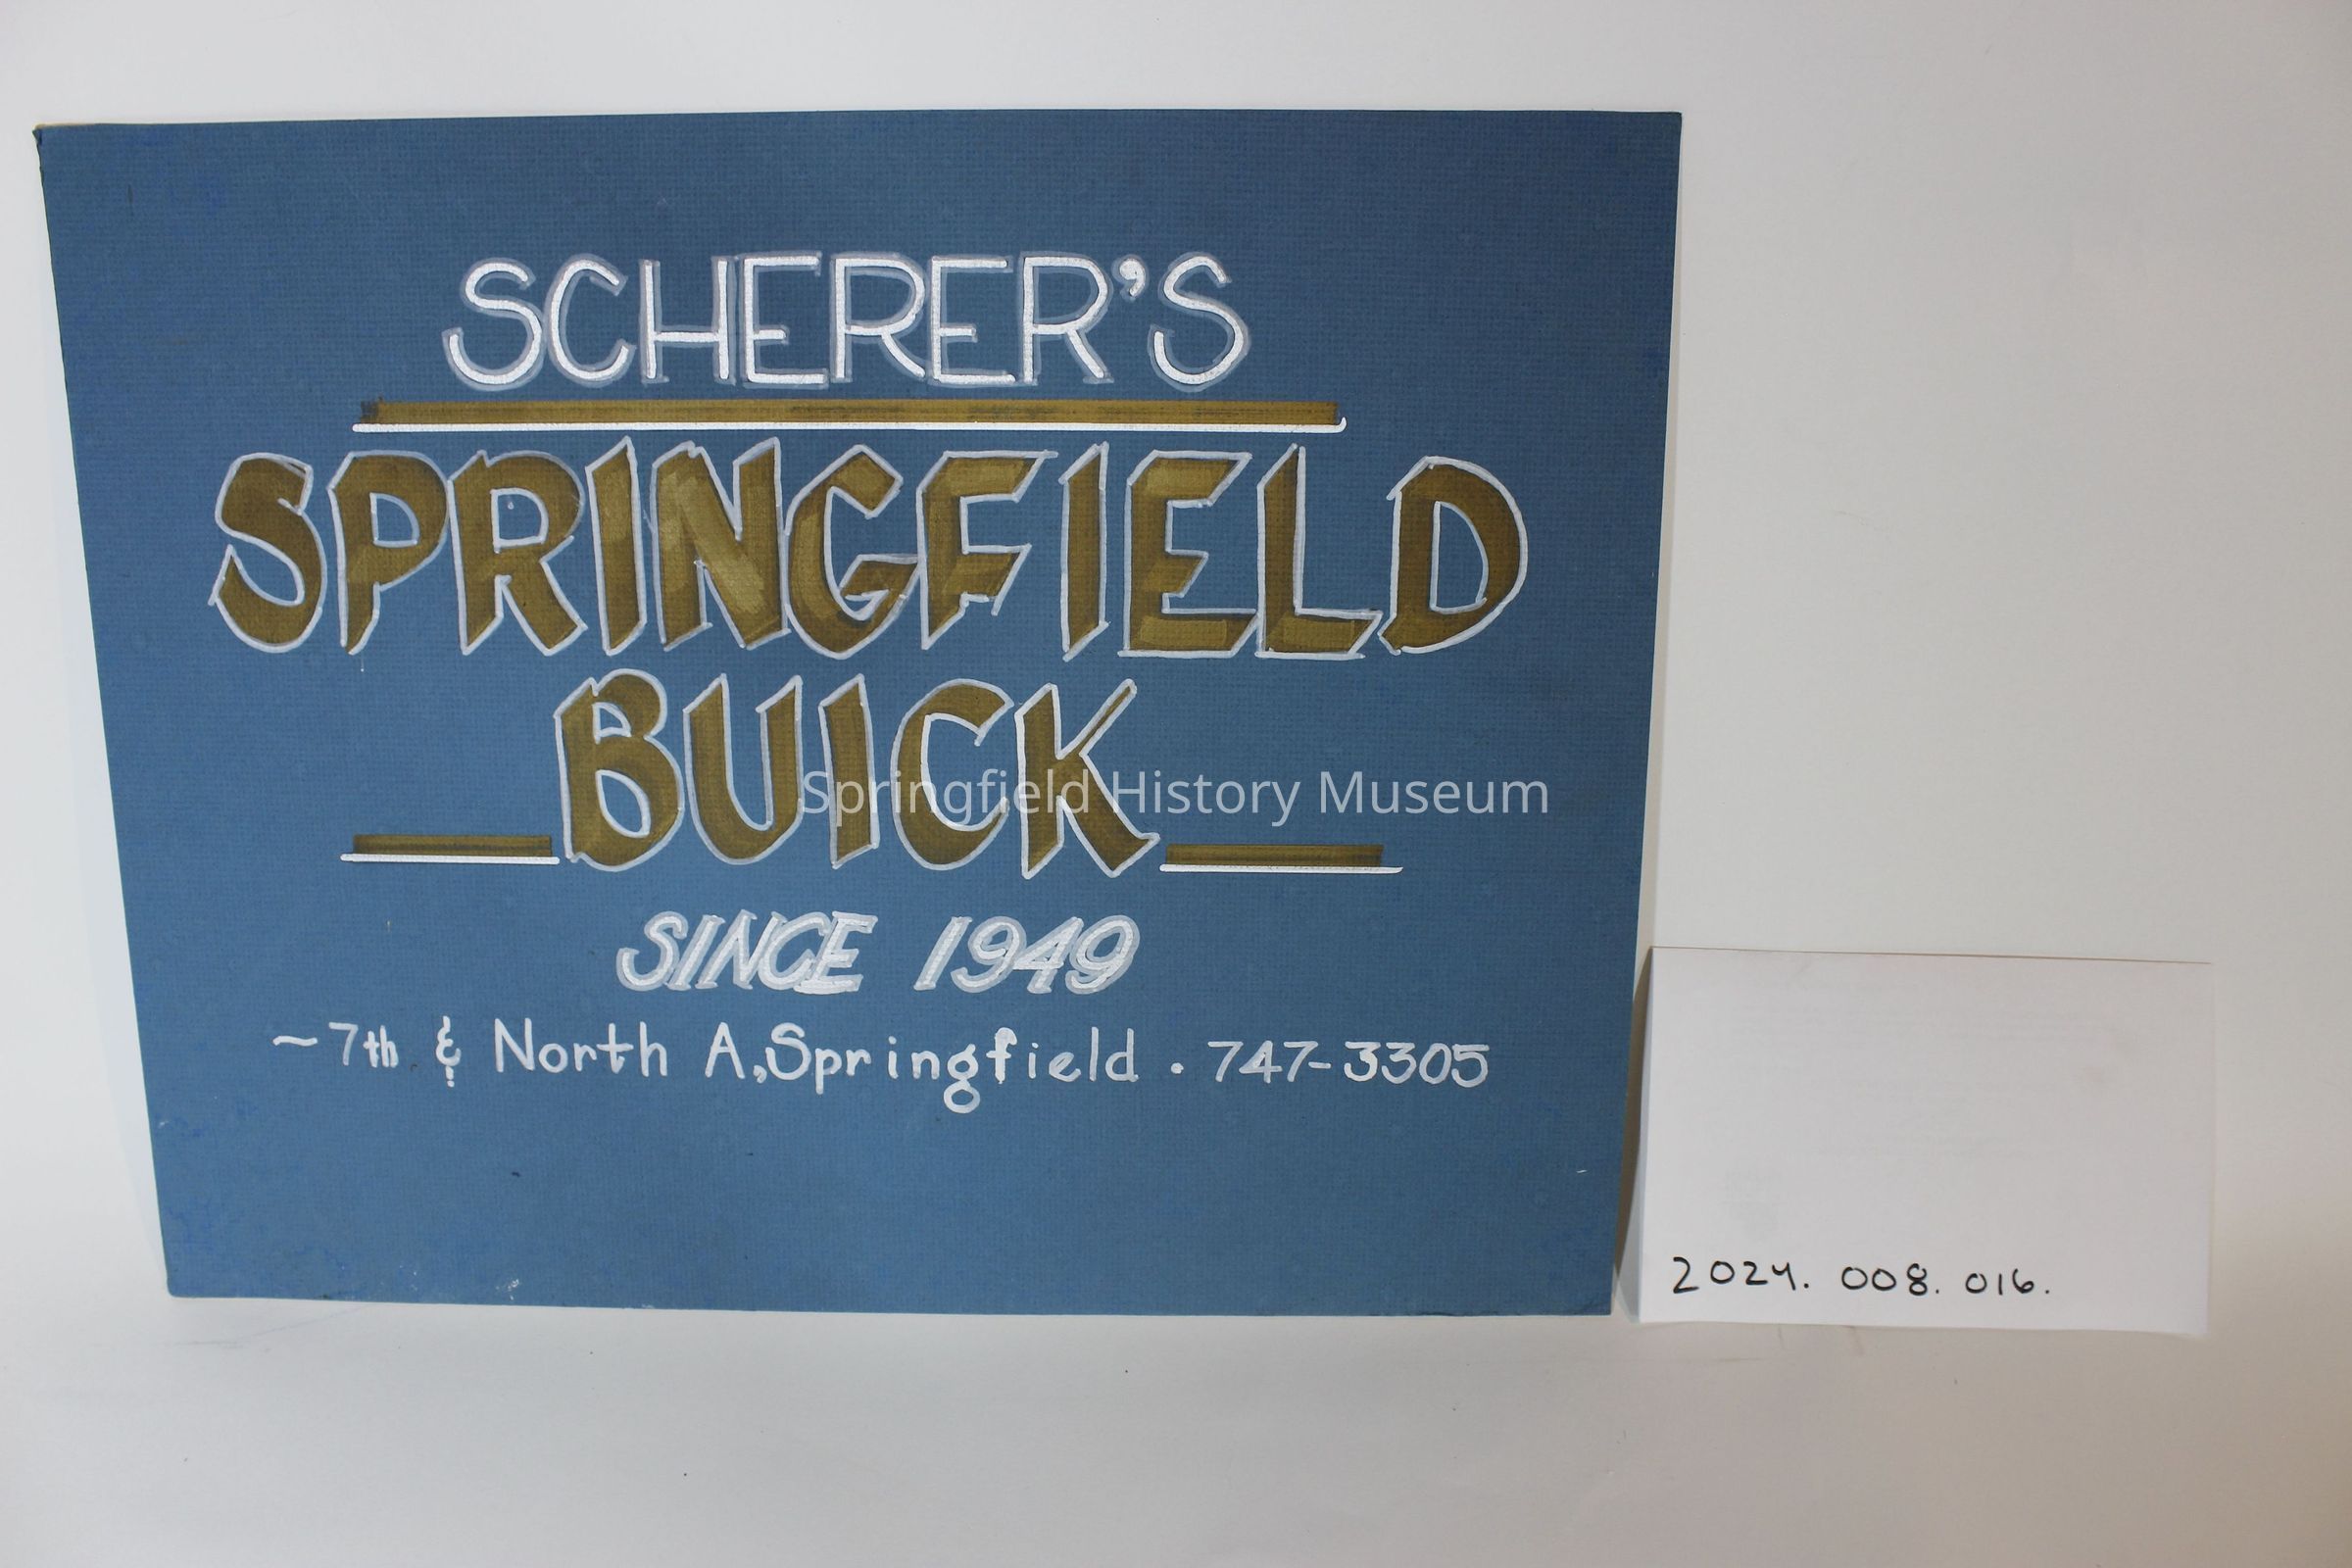 SCHERER'S
SPRINGFIELD
BUICK
Springfield History Museum
SINCE 1949
~7th & North A, Springfield • 747-3305
2024. 008. 016.